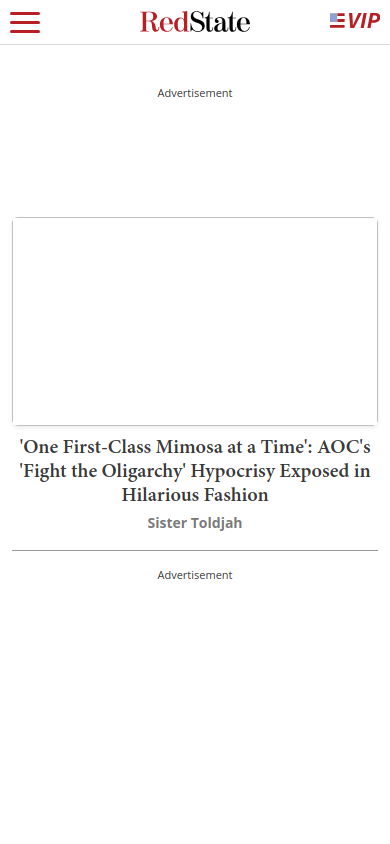 RedState
VIP
Advertisement
'One First-Class Mimosa at a Time': AOC's
'Fight the Oligarchy' Hypocrisy Exposed in
Hilarious Fashion
Sister Toldjah
Advertisement